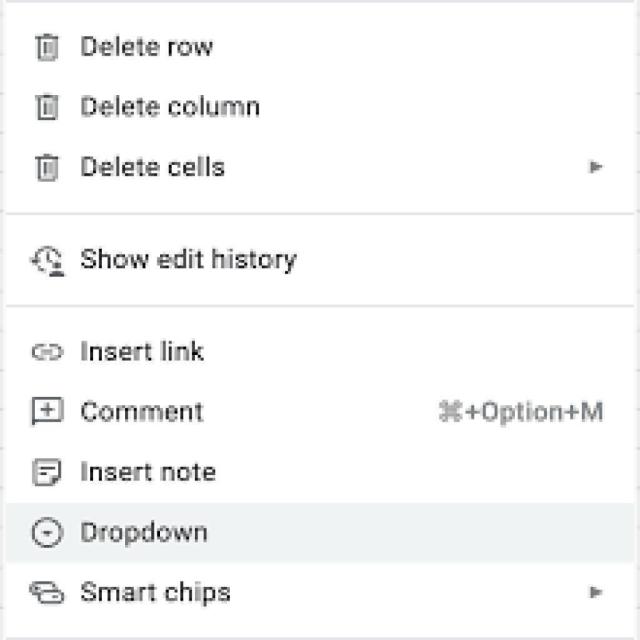 Delete row
Delete column
Delete cells
Show edit history
Insert link
Comment ⌘+Option+M
Insert note
Dropdown
Smart chips